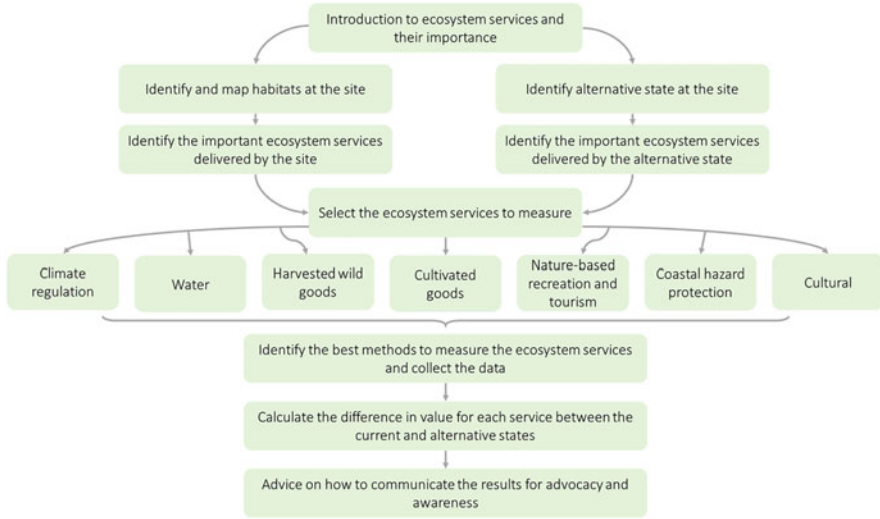 Introduction to ecosystem services and
their importance
Identify and map habitats at the site
Identify alternative state at the site
Identify the important ecosystem services
delivered by the site
Identify the important ecosystem services
delivered by the alternative state
Select the ecosystem services to measure
Climate
regulation
Water
Harvested wild
goods
Cultivated
goods
Nature-based
recreation and
tourism
Coastal hazard
protection
Cultural
Identify the best methods to measure the ecosystem services
and collect the data
Calculate the difference in value for each service between the
current and alternative states
Advice on how to communicate the results for advocacy and
awareness